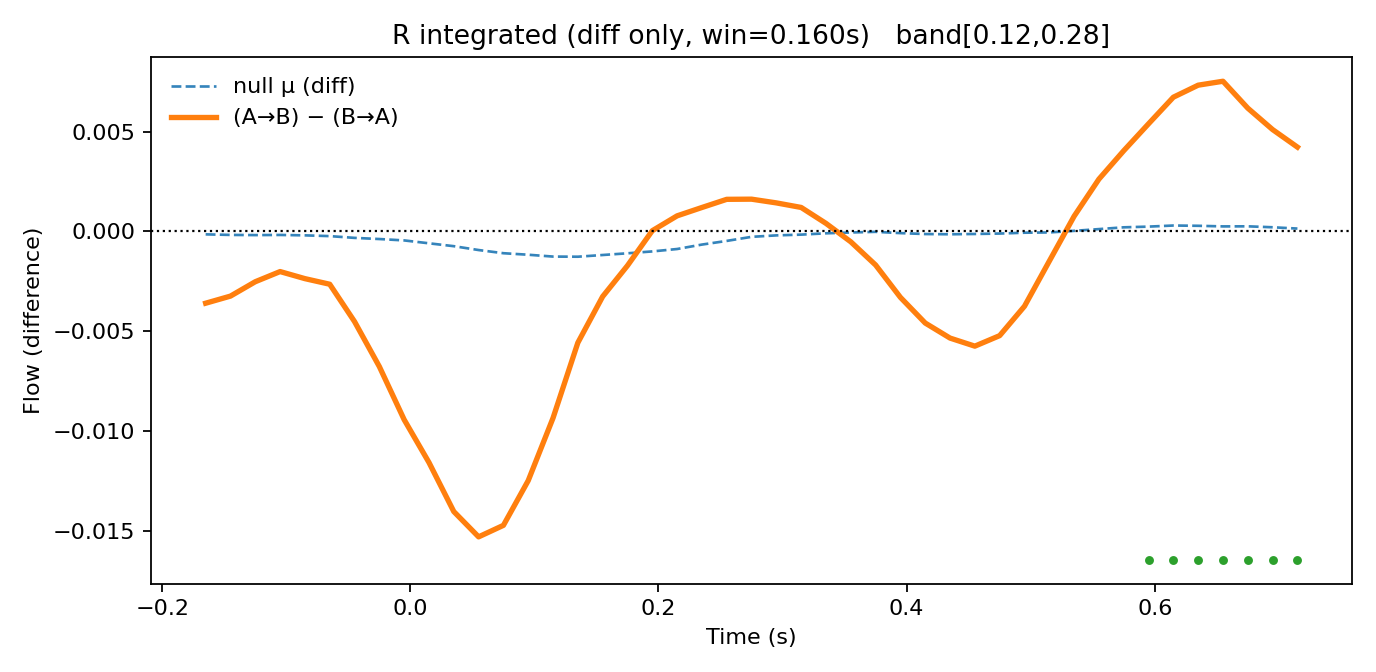 R integrated (diff only, win=0.160s)   band[0.12,0.28]
null μ (diff)
(A→B) − (B→A)
Flow (difference)
0.005
0.000
−0.005
−0.010
−0.015
−0.2
0.0
0.2
0.4
0.6
Time (s)